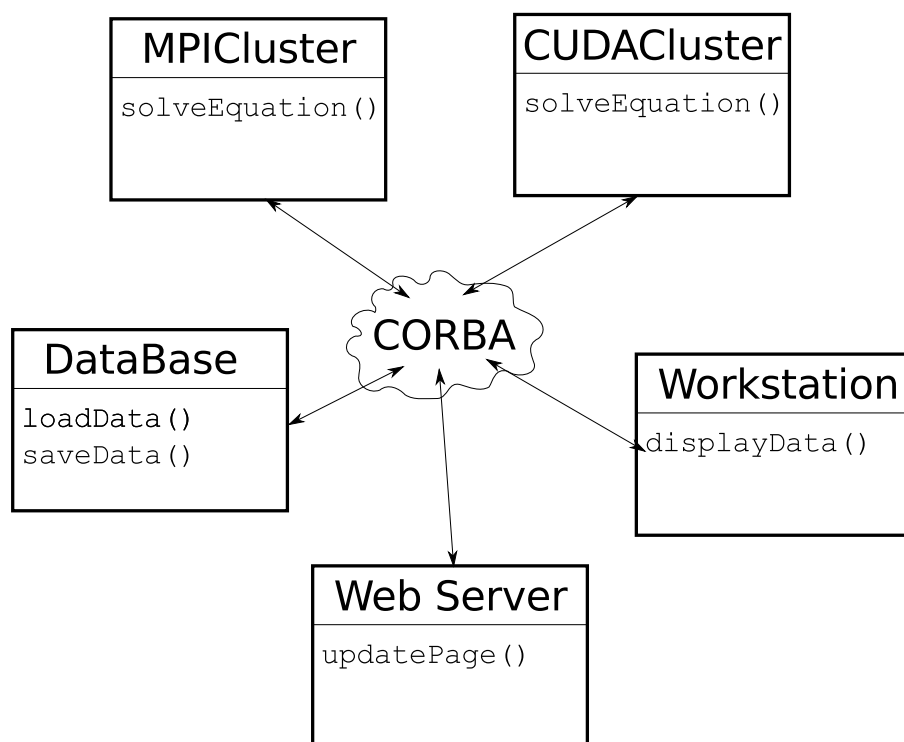 MPICluster
solveEquation()
CUDACluster
solveEquation()
CORBA
DataBase
loadData()
saveData()
Workstation
displayData()
Web Server
updatePage()